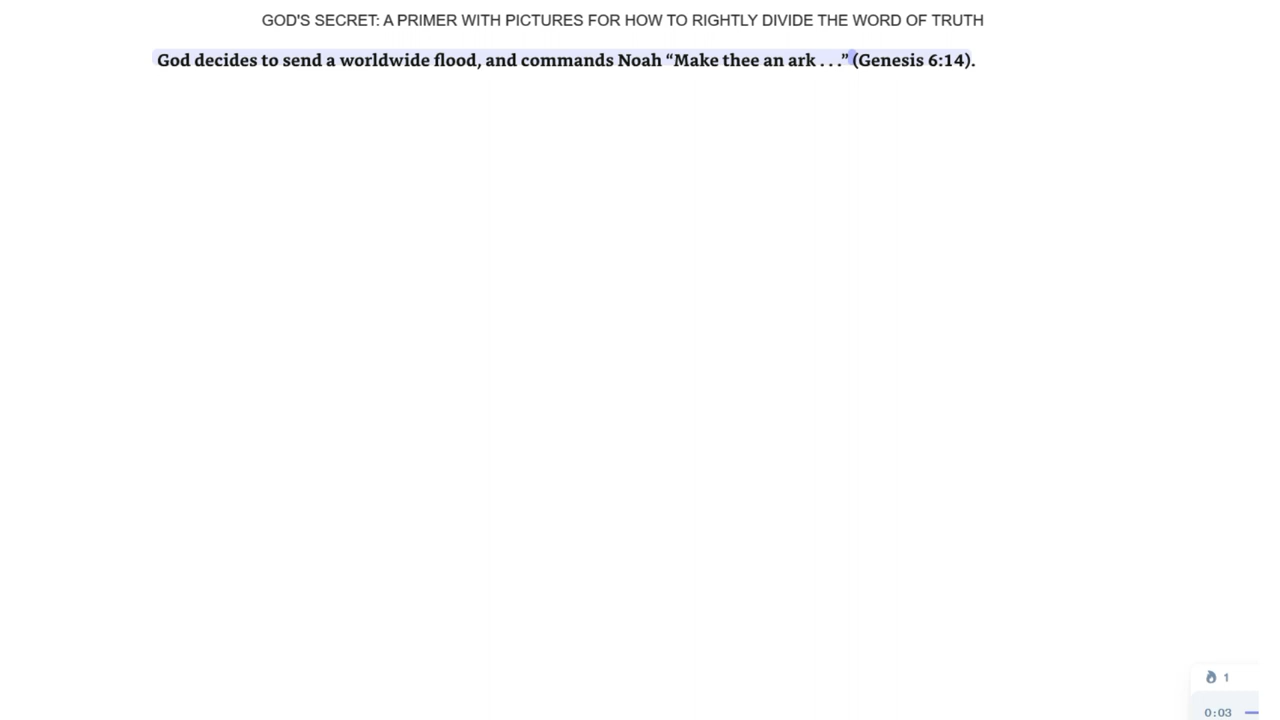 GOD'S SECRET: A PRIMER WITH PICTURES FOR HOW TO RIGHTLY DIVIDE THE WORD OF TRUTH
God decides to send a worldwide flood, and commands Noah “Make thee an ark . . .” (Genesis 6:14).
1
0:03